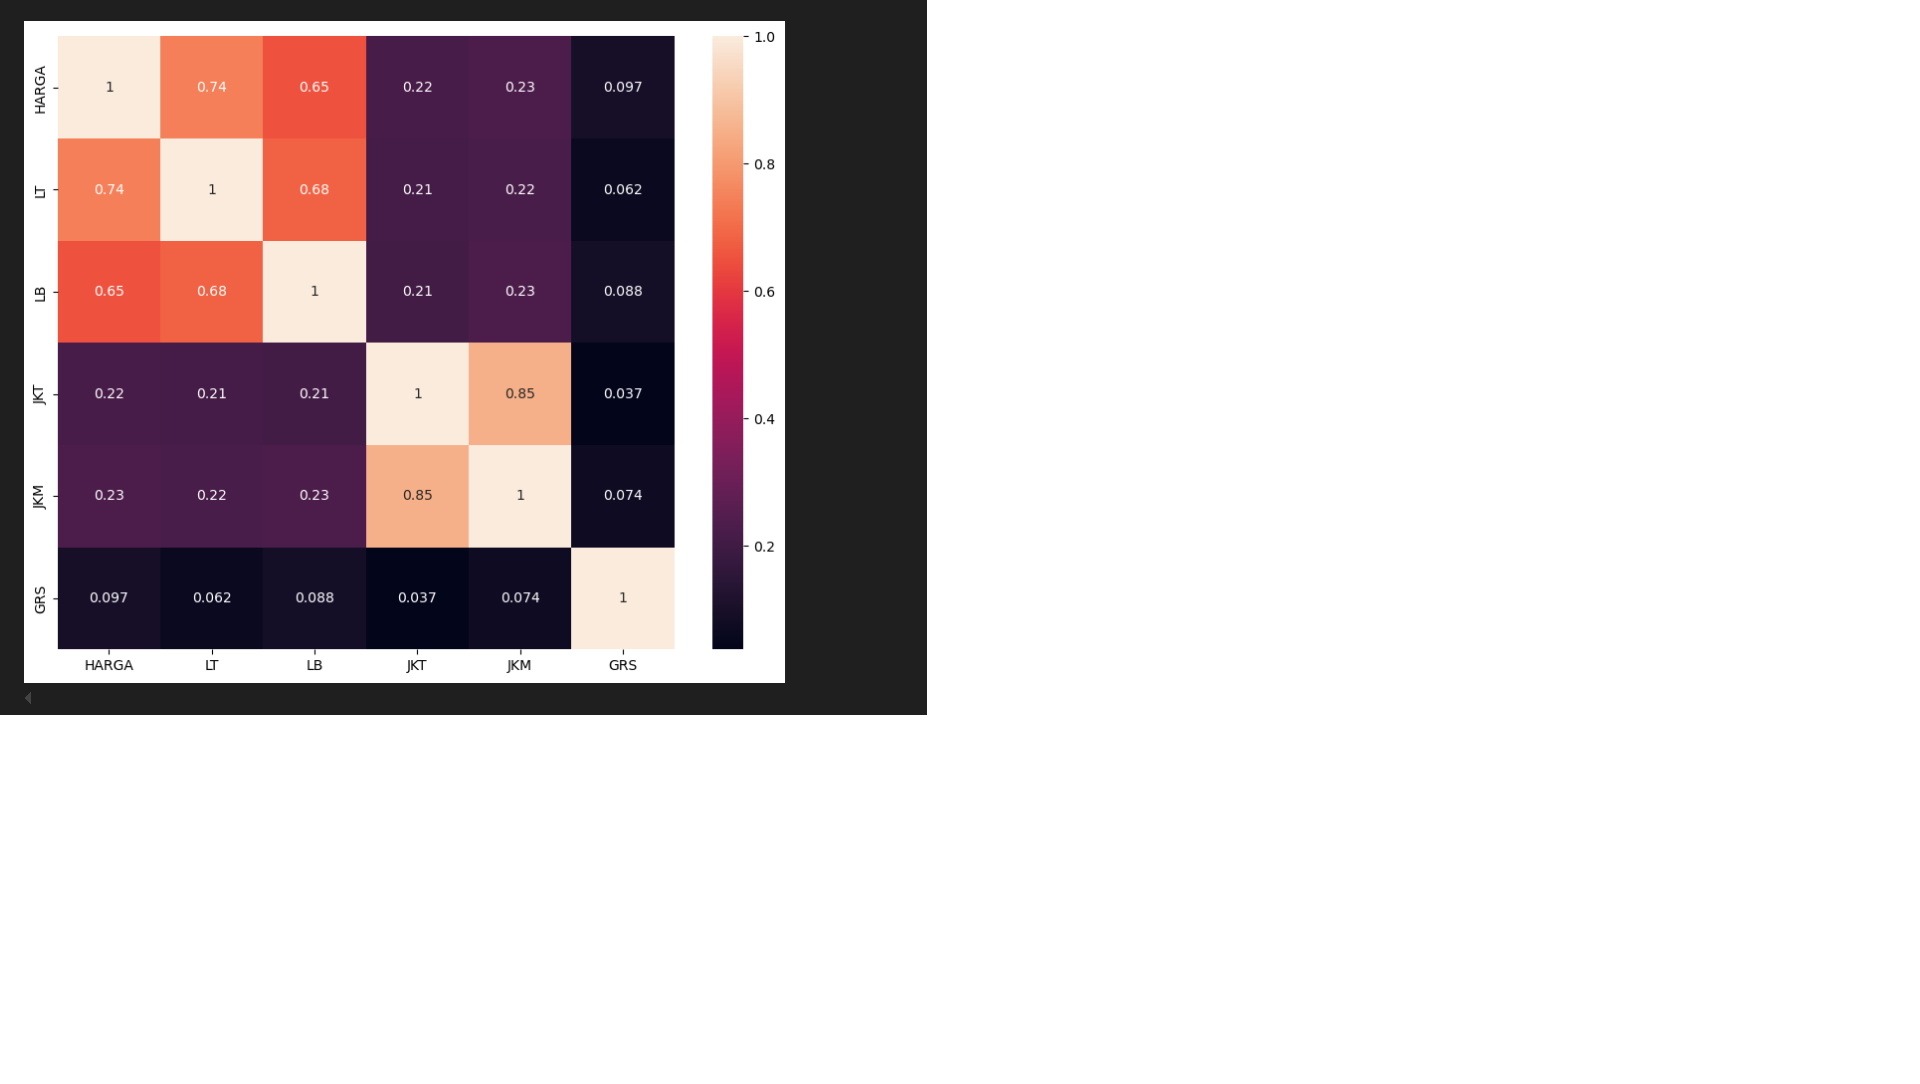 HARGA 1 0.74 0.65 0.22 0.23 0.097
LT 0.74 1 0.68 0.21 0.22 0.062
LB 0.65 0.68 1 0.21 0.23 0.088
JKT 0.22 0.21 0.21 1 0.85 0.037
JKM 0.23 0.22 0.23 0.85 1 0.074
GRS 0.097 0.062 0.088 0.037 0.074 1
HARGA LT LB JKT JKM GRS
1.0
0.8
0.6
0.4
0.2